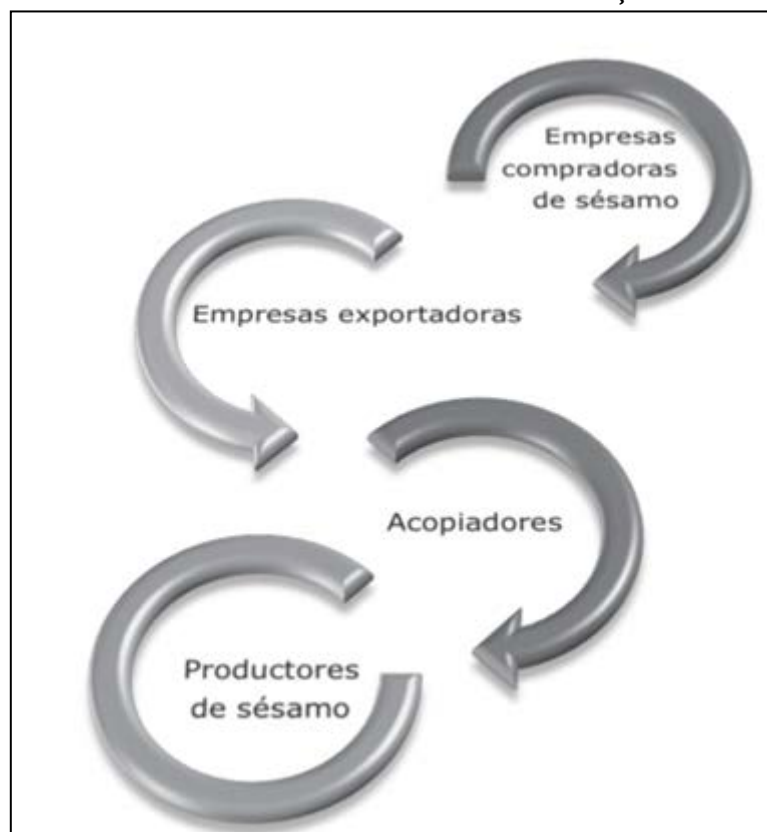 Empresas
compradoras
de sésamo
Empresas exportadoras
Acopiadores
Productores
de sésamo